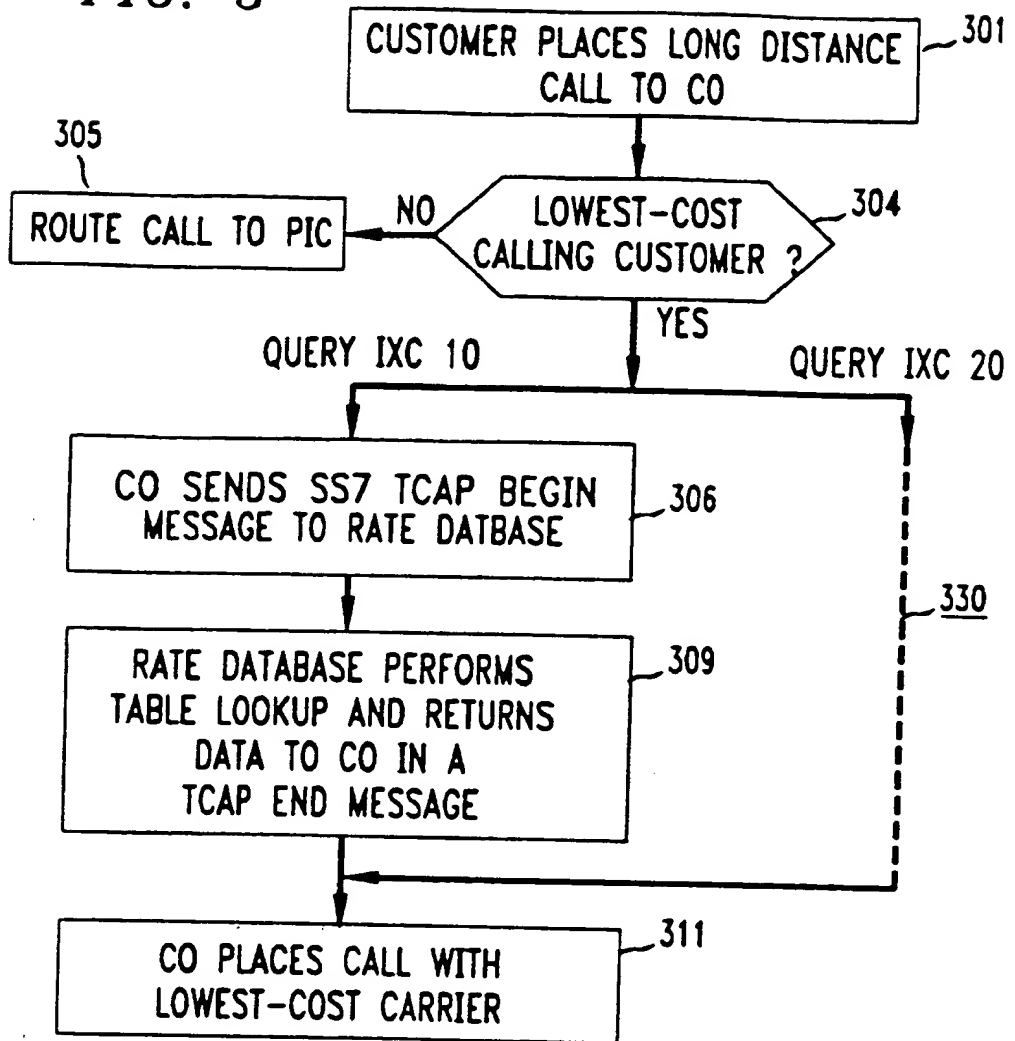 CUSTOMER PLACES LONG DISTANCE
CALL TO CO
301
305
ROUTE CALL TO PIC
NO
LOWEST-COST
CALLING CUSTOMER ?
304
YES
QUERY IXC 10
QUERY IXC 20
CO SENDS SS7 TCAP BEGIN
MESSAGE TO RATE DATBASE
306
330
RATE DATABASE PERFORMS
TABLE LOOKUP AND RETURNS
DATA TO CO IN A
TCAP END MESSAGE
309
CO PLACES CALL WITH
LOWEST-COST CARRIER
311